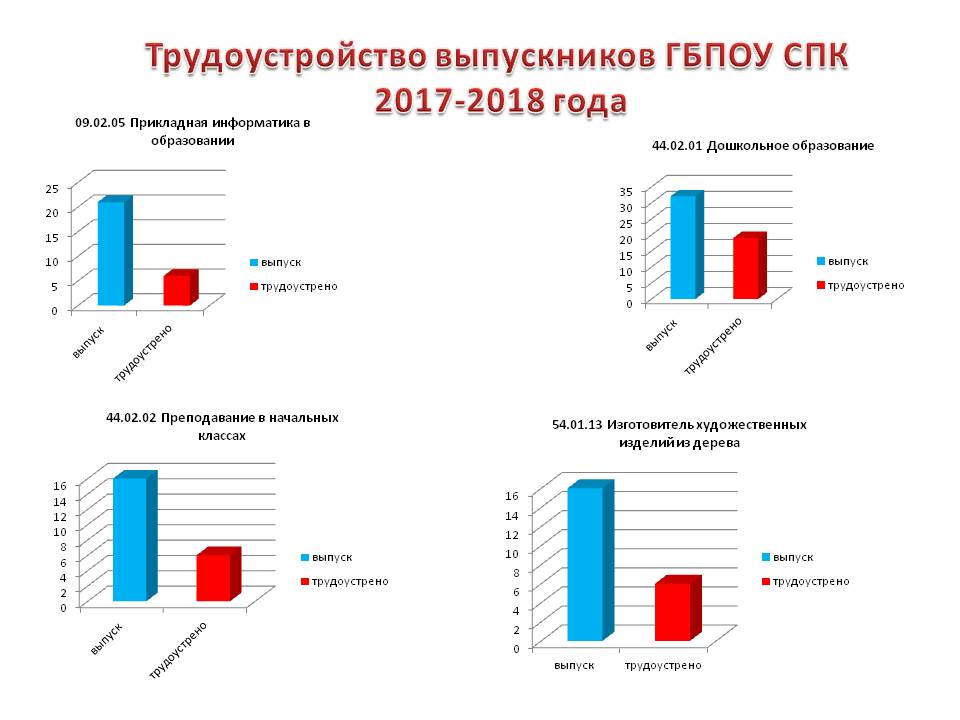 Трудоустройство выпускников ГБПОУ СПК
2017-2018 года
09.02.05 Прикладная информатика в
образовании
25
20
15
10
5
0
выпуск
трудоустрено
выпуск
трудоустрено
44.02.01 Дошкольное образование
35
30
25
20
15
10
5
0
выпуск
трудоустрено
выпуск
трудоустрено
44.02.02 Преподавание в начальных
классах
16
14
12
10
8
6
4
2
0
выпуск
трудоустрено
выпуск
трудоустрено
54.01.13 Изготовитель художественных
изделий из дерева
16
14
12
10
8
6
4
2
0
выпуск трудоустрено
выпуск
трудоустрено